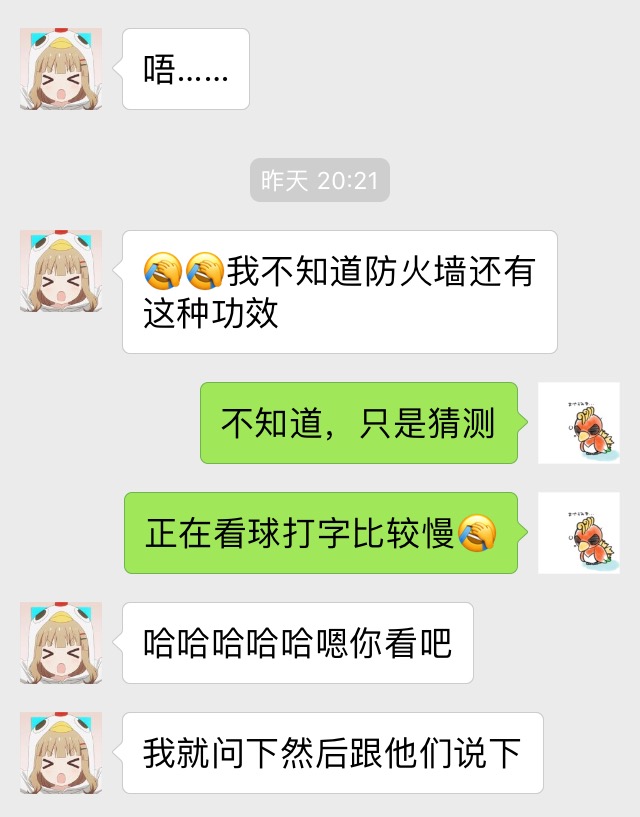 唔……
昨天 20:21
🤦🤦我不知道防火墙还有
这种功效
不知道，只是猜测
正在看球打字比较慢🤦
哈哈哈哈哈嗯你看吧
我就问下然后跟他们说下